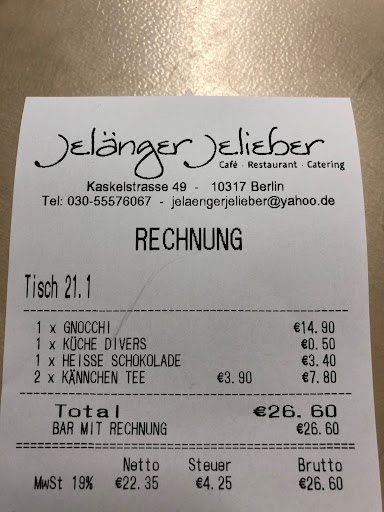 Jelänger Jelieber
Café · Restaurant · Catering
Kaskelstrasse 49 - 10317 Berlin
Tel: 030-55576067 - jelaengerjelieber@yahoo.de
RECHNUNG
Tisch 21.1
1 x GNOCCHI €14.90
1 x KÜCHE DIVERS €0.50
1 x HEISSE SCHOKOLADE €3.40
2 x KÄNNCHEN TEE €3.90 €7.80
Total €26.60
BAR MIT RECHNUNG €26.60
Netto Steuer Brutto
MwSt 19% €22.35 €4.25 €26.60